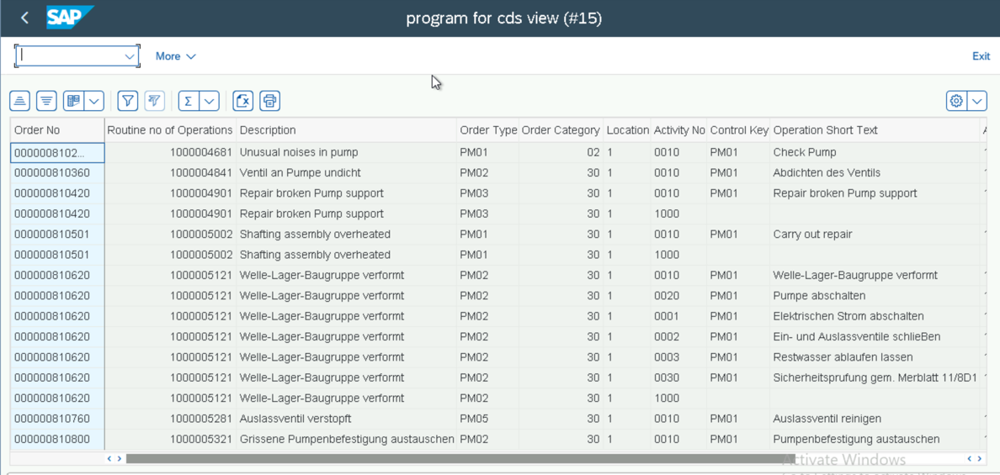 SAP program for cds view (#15)
More Exit
Order No Routine no of Operations Description Order Type Order Category Location Activity No Control Key Operation Short Text
0000008102... 1000004681 Unusual noises in pump PM01 02 1 0010 PM01 Check Pump
000000810360 1000004841 Ventil an Pumpe undicht PM02 30 1 0010 PM01 Abdichten des Ventils
000000810420 1000004901 Repair broken Pump support PM03 30 1 0010 PM01 Repair broken Pump support
000000810420 1000004901 Repair broken Pump support PM03 30 1 1000
000000810501 1000005002 Shafting assembly overheated PM01 30 1 0010 PM01 Carry out repair
000000810501 1000005002 Shafting assembly overheated PM01 30 1 1000
000000810620 1000005121 Welle-Lager-Baugruppe verformt PM02 30 1 0010 PM01 Welle-Lager-Baugruppe verformt
000000810620 1000005121 Welle-Lager-Baugruppe verformt PM02 30 1 0020 PM01 Pumpe abschalten
000000810620 1000005121 Welle-Lager-Baugruppe verformt PM02 30 1 0001 PM01 Elektrischen Strom abschalten
000000810620 1000005121 Welle-Lager-Baugruppe verformt PM02 30 1 0002 PM01 Ein- und Auslassventile schlieBen
000000810620 1000005121 Welle-Lager-Baugruppe verformt PM02 30 1 0003 PM01 Restwasser ablaufen lassen
000000810620 1000005121 Welle-Lager-Baugruppe verformt PM02 30 1 0030 PM01 Sicherheitsprufung gem. Merblatt 11/8D1
000000810620 1000005121 Welle-Lager-Baugruppe verformt PM02 30 1 1000
000000810760 1000005281 Auslassventil verstopft PM05 30 1 0010 PM01 Auslassventil reinigen
000000810800 1000005321 Grissene Pumpenbefestigung austauschen PM02 30 1 0010 PM01 Pumpenbefestigung austauschen
Activate Windows